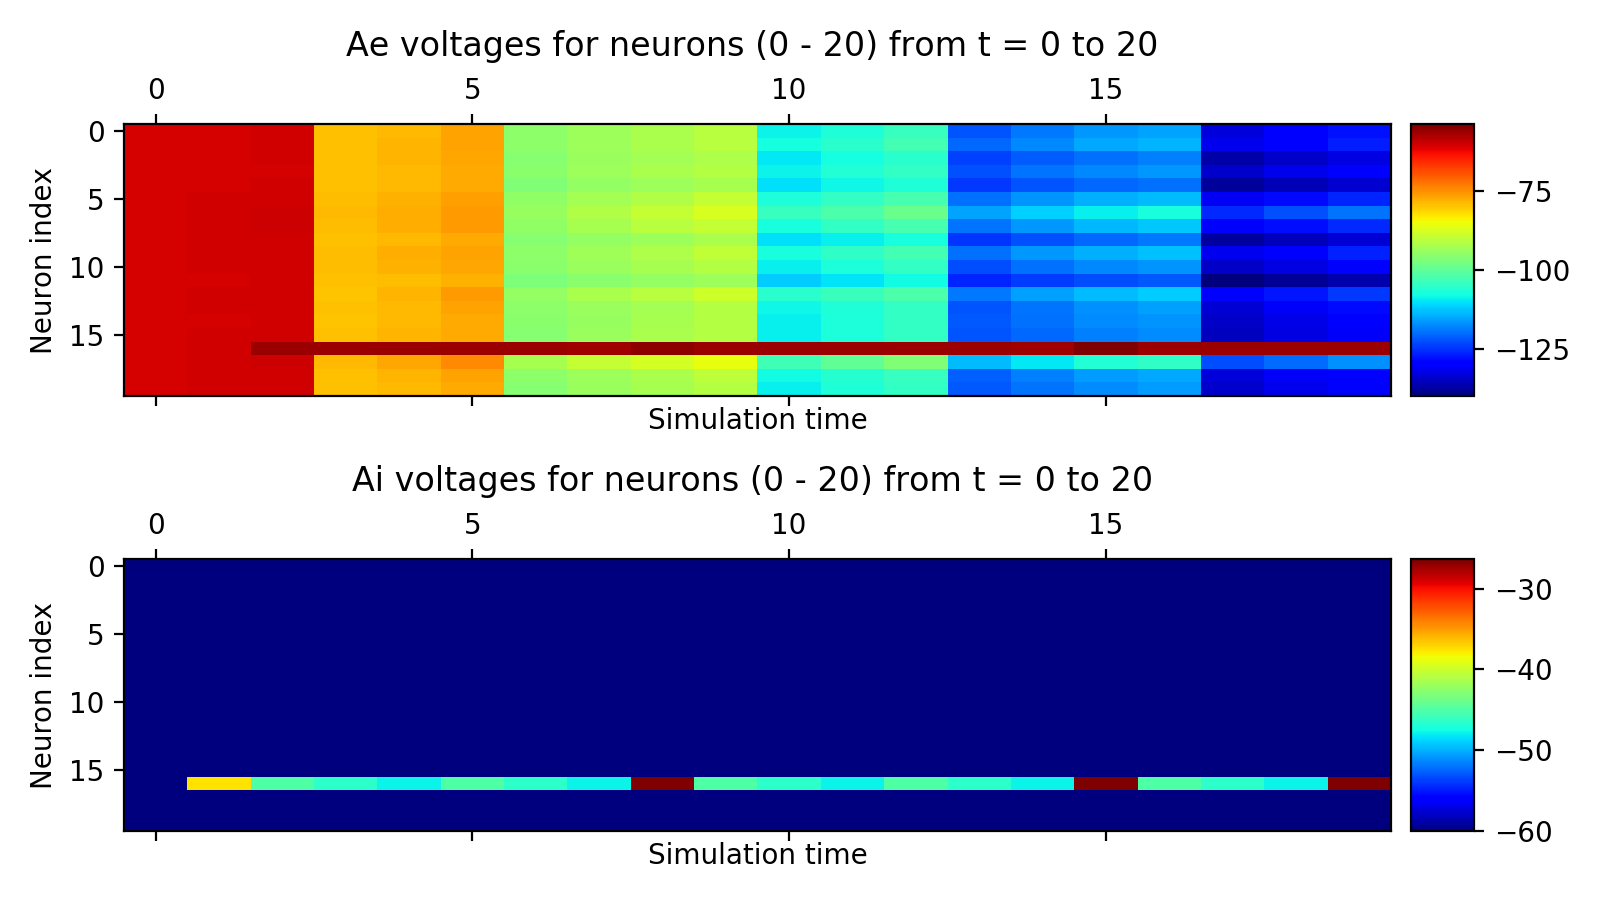 Ae voltages for neurons (0 - 20) from t = 0 to 20
0 5 10 15
Neuron index
0
5
10
15
Simulation time
−75
−100
−125
Ai voltages for neurons (0 - 20) from t = 0 to 20
0 5 10 15
Neuron index
0
5
10
15
Simulation time
−30
−40
−50
−60